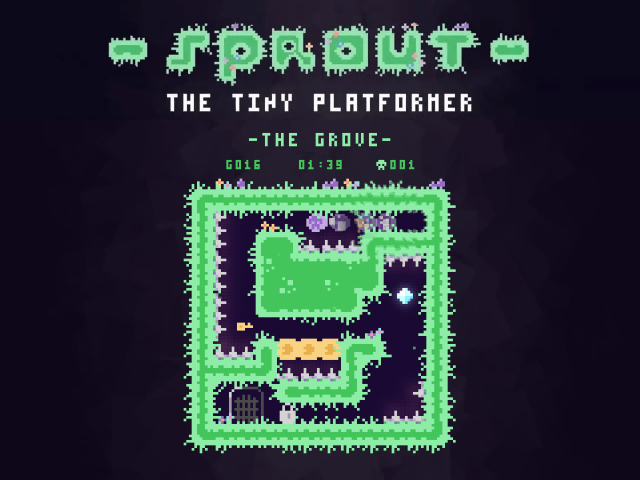 -SPROUT-
THE TINY PLATFORMER
-THE GROVE-
G016 01:39 001